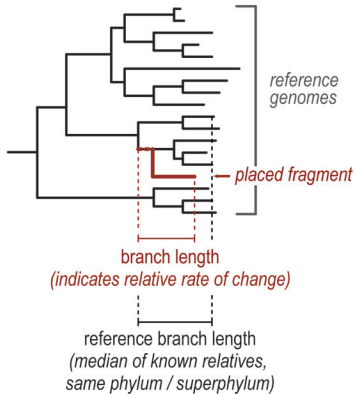 reference
genomes
placed fragment
branch length
(indicates relative rate of change)
reference branch length
(median of known relatives,
same phylum / superphylum)